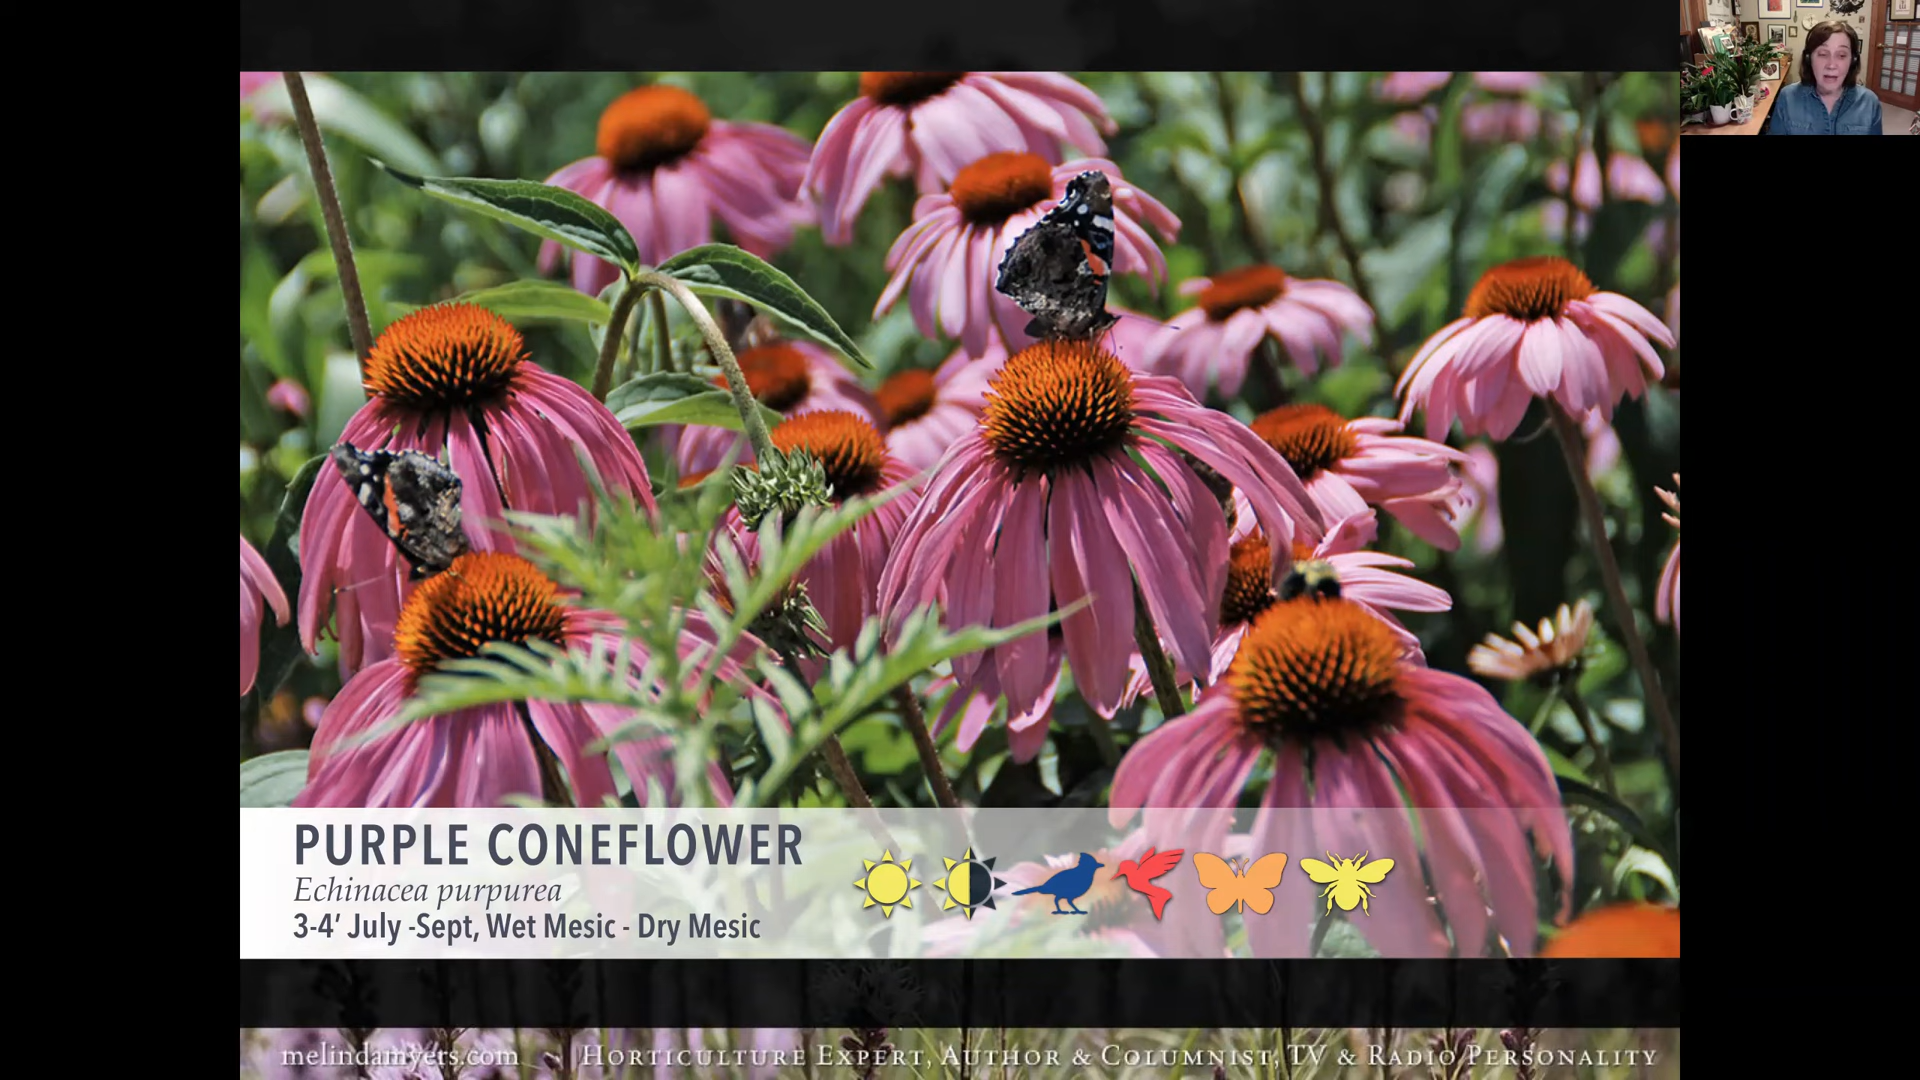 PURPLE CONEFLOWER
Echinacea purpurea
3-4' July -Sept, Wet Mesic - Dry Mesic
melindamyers.com ~ Horticulture Expert, Author & Columnist, TV & Radio Personality